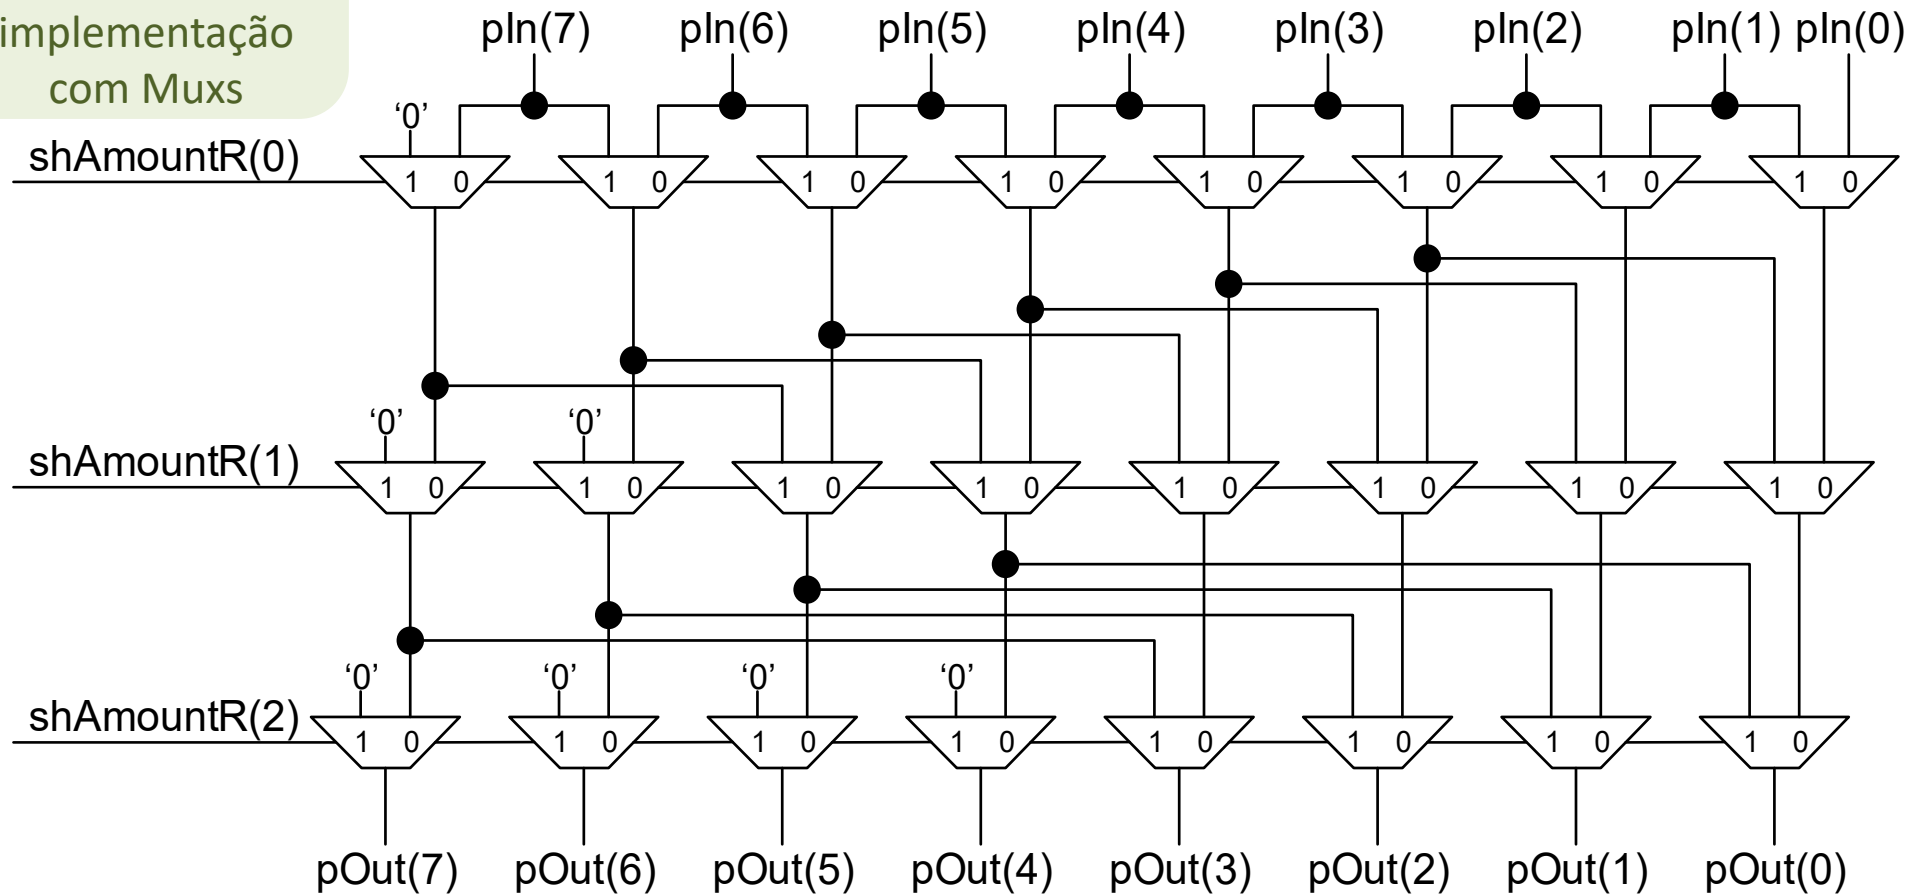 implementação
com Muxs
pIn(7) pIn(6) pIn(5) pIn(4) pIn(3) pIn(2) pIn(1) pIn(0)
‘0’
shAmountR(0)
1 0 1 0 1 0 1 0 1 0 1 0 1 0 1 0
‘0’ ‘0’
shAmountR(1)
1 0 1 0 1 0 1 0 1 0 1 0 1 0 1 0
‘0’ ‘0’ ‘0’ ‘0’
shAmountR(2)
1 0 1 0 1 0 1 0 1 0 1 0 1 0 1 0
pOut(7) pOut(6) pOut(5) pOut(4) pOut(3) pOut(2) pOut(1) pOut(0)